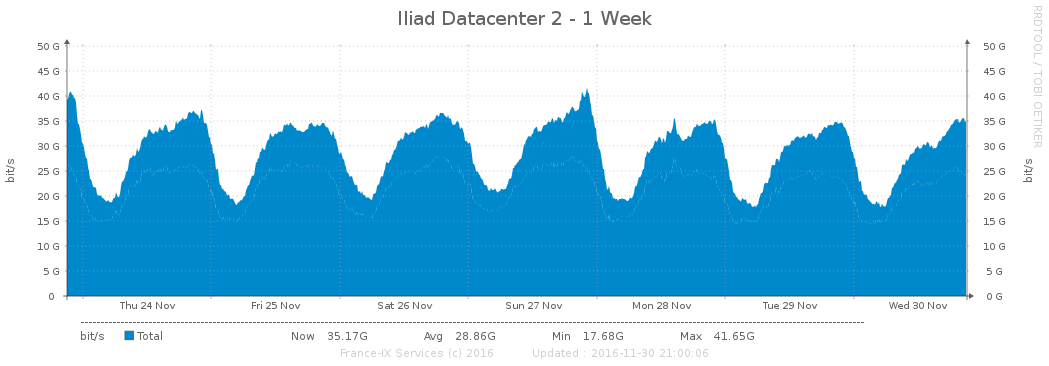 Iliad Datacenter 2 - 1 Week
RRDTOOL / TOBI OETIKER
50 G 50 G
45 G 45 G
40 G 40 G
35 G 35 G
30 G 30 G
25 G 25 G
20 G 20 G
15 G 15 G
10 G 10 G
5 G 5 G
0 0 G
bit/s bit/s
Thu 24 Nov Fri 25 Nov Sat 26 Nov Sun 27 Nov Mon 28 Nov Tue 29 Nov Wed 30 Nov
bit/s Total Now 35.17G Avg 28.86G Min 17.68G Max 41.65G
France-IX Services (c) 2016 Updated : 2016-11-30 21:00:06